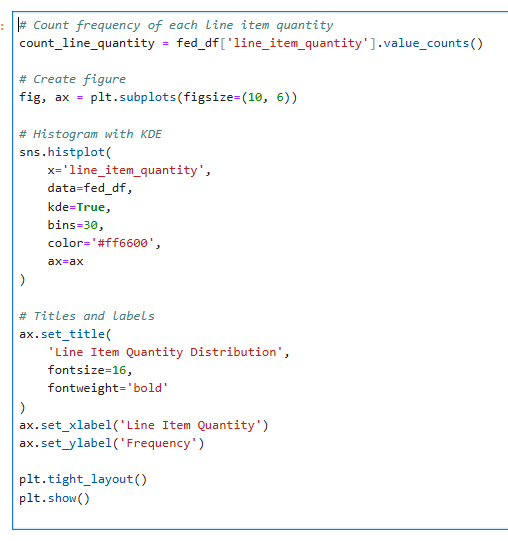 # Count frequency of each line item quantity
count_line_quantity = fed_df['line_item_quantity'].value_counts()

# Create figure
fig, ax = plt.subplots(figsize=(10, 6))

# Histogram with KDE
sns.histplot(
    x='line_item_quantity',
    data=fed_df,
    kde=True,
    bins=30,
    color='#ff6600',
    ax=ax
)

# Titles and labels
ax.set_title(
    'Line Item Quantity Distribution',
    fontsize=16,
    fontweight='bold'
)
ax.set_xlabel('Line Item Quantity')
ax.set_ylabel('Frequency')

plt.tight_layout()
plt.show()